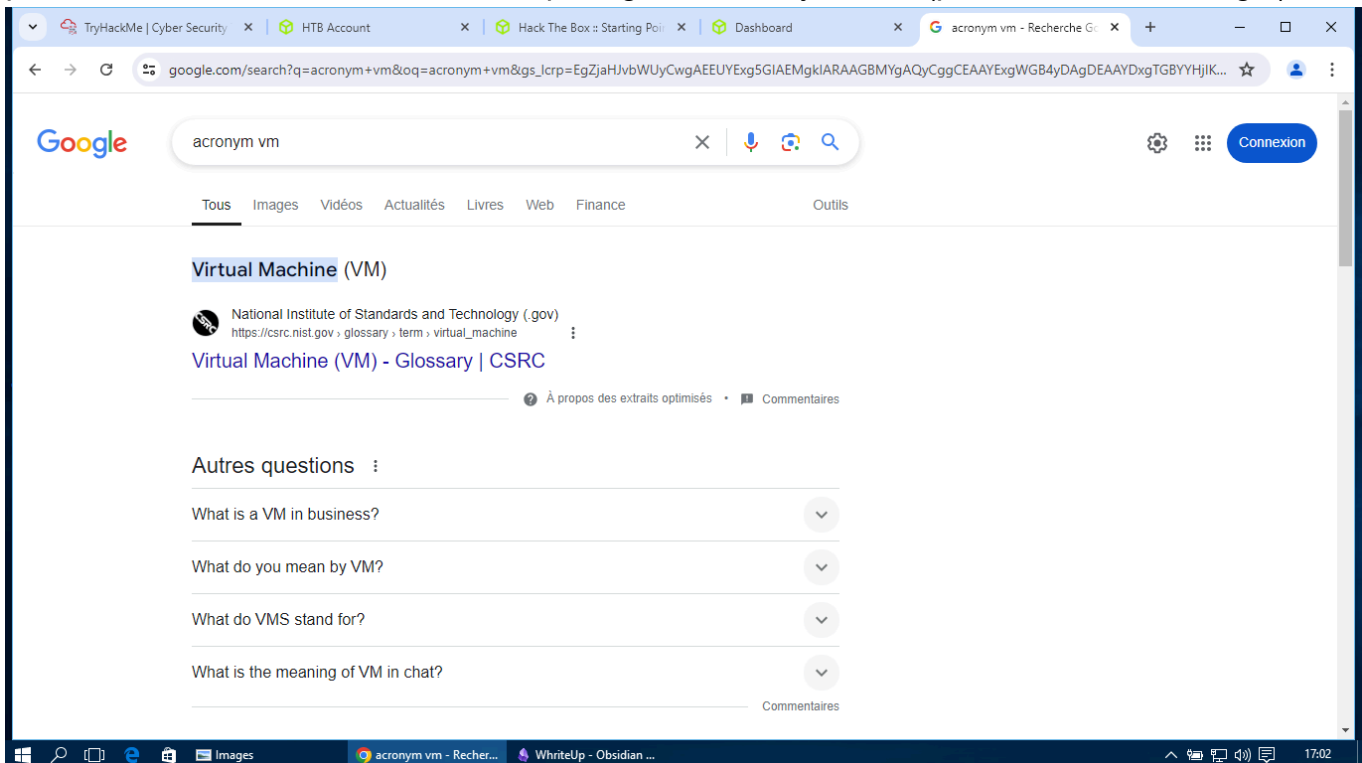 TryHackMe | Cyber Security
HTB Account
Hack The Box :: Starting Poi
Dashboard
acronym vm - Recherche Go
google.com/search?q=acronym+vm&oq=acronym+vm&gs_lcrp=EgZjaHJvbWUyCwgAEEUYExg5GIAEMgkIARAAGBMYgAQyCggCEAAYExgWGB4yDAgDEAAYDxgTGBYYHjIK...
Google
acronym vm
Connexion
Tous Images Vidéos Actualités Livres Web Finance Outils
Virtual Machine (VM)
CSRC
National Institute of Standards and Technology (.gov)
https://csrc.nist.gov › glossary › term › virtual_machine
Virtual Machine (VM) - Glossary | CSRC
À propos des extraits optimisés • Commentaires
Autres questions
What is a VM in business?
What do you mean by VM?
What do VMS stand for?
What is the meaning of VM in chat?
Commentaires
Images
acronym vm - Recher...
WhriteUp - Obsidian ...
17:02